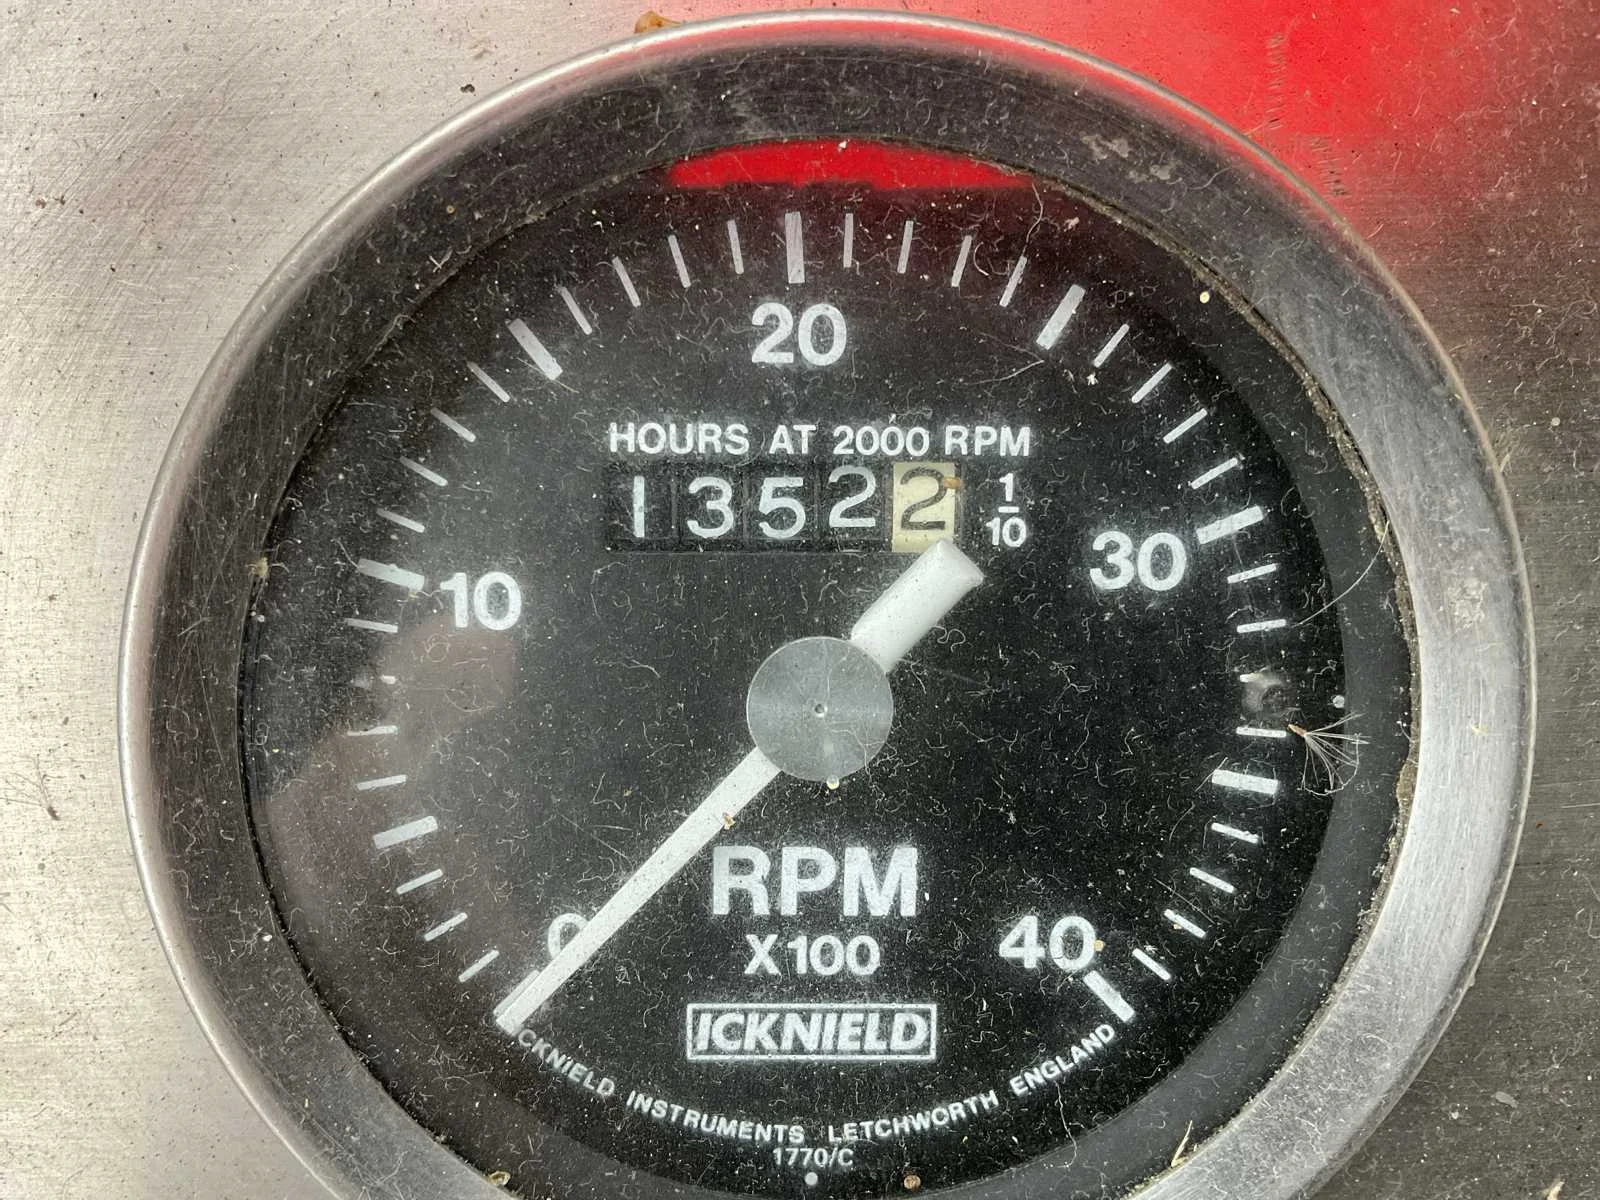 20
HOURS AT 2000 RPM
13522 1/10
10
30
RPM
0
40
X100
ICKNIELD
ICKNIELD INSTRUMENTS LETCHWORTH ENGLAND
1770/C